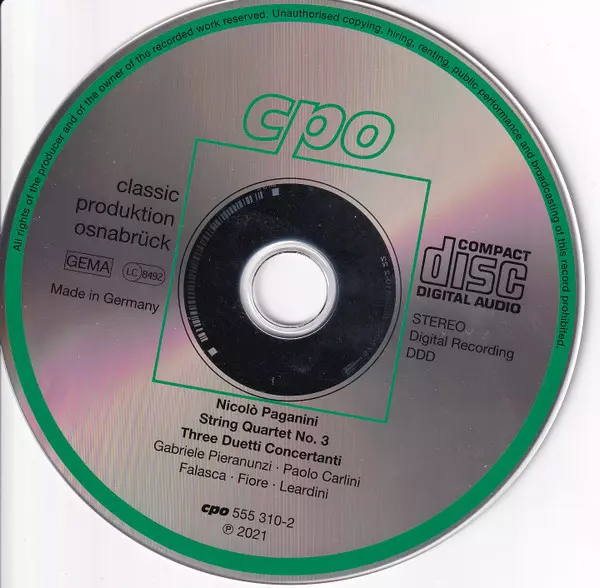 All rights of the producer and of the owner of the recorded work reserved. Unauthorised copying, hiring, renting, public performance and broadcasting of this record prohibited.
cpo
classic
produktion
osnabrück
GEMA LC 8492
Made in Germany
COMPACT
disc
DIGITAL AUDIO
STEREO
Digital Recording
DDD
Nicolò Paganini
String Quartet No. 3
Three Duetti Concertanti
Gabriele Pieranunzi · Paolo Carlini
Falasca · Fiore · Leardini
cpo 555 310-2
℗ 2021